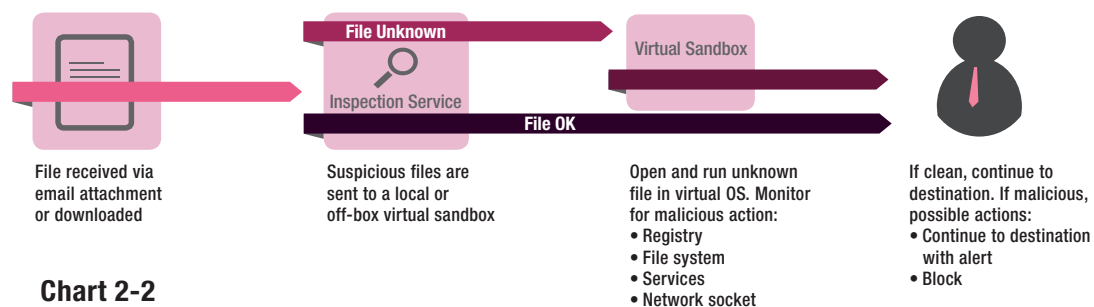 File Unknown
Virtual Sandbox
Inspection Service
File OK
File received via
email attachment
or downloaded
Suspicious files are
sent to a local or
off-box virtual sandbox
Open and run unknown
file in virtual OS. Monitor
for malicious action:
• Registry
• File system
• Services
• Network socket
If clean, continue to
destination. If malicious,
possible actions:
• Continue to destination
with alert
• Block
Chart 2-2